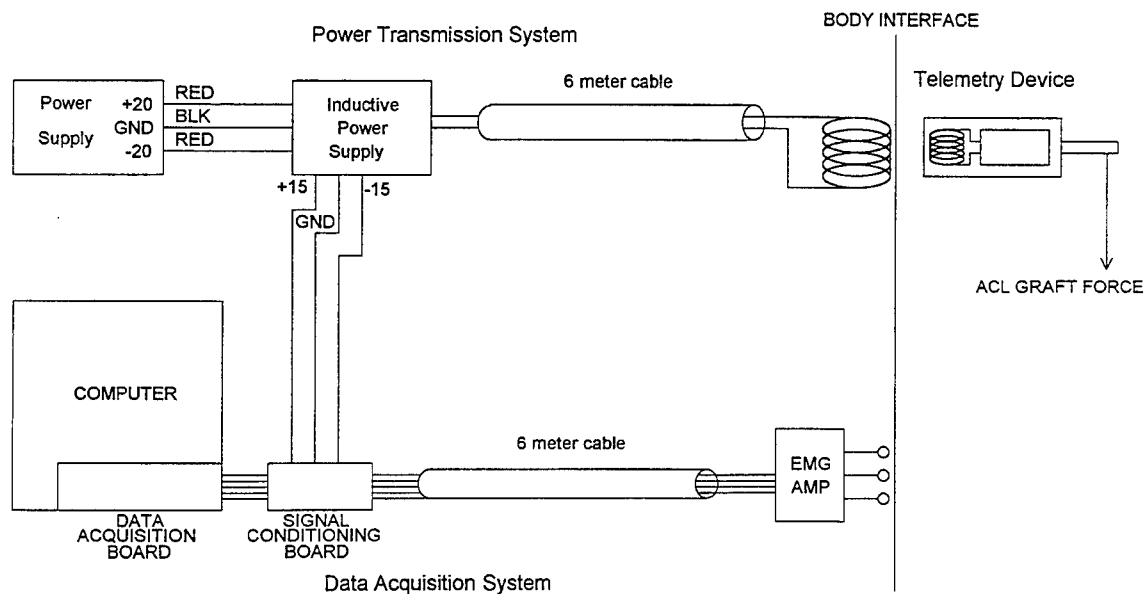 BODY INTERFACE
Power Transmission System
6 meter cable
Telemetry Device
Power
Supply
+20
GND
-20
RED
BLK
RED
Inductive
Power
Supply
+15
-15
GND
ACL GRAFT FORCE
COMPUTER
6 meter cable
EMG
AMP
DATA
ACQUISITION
BOARD
SIGNAL
CONDITIONING
BOARD
Data Acquisition System